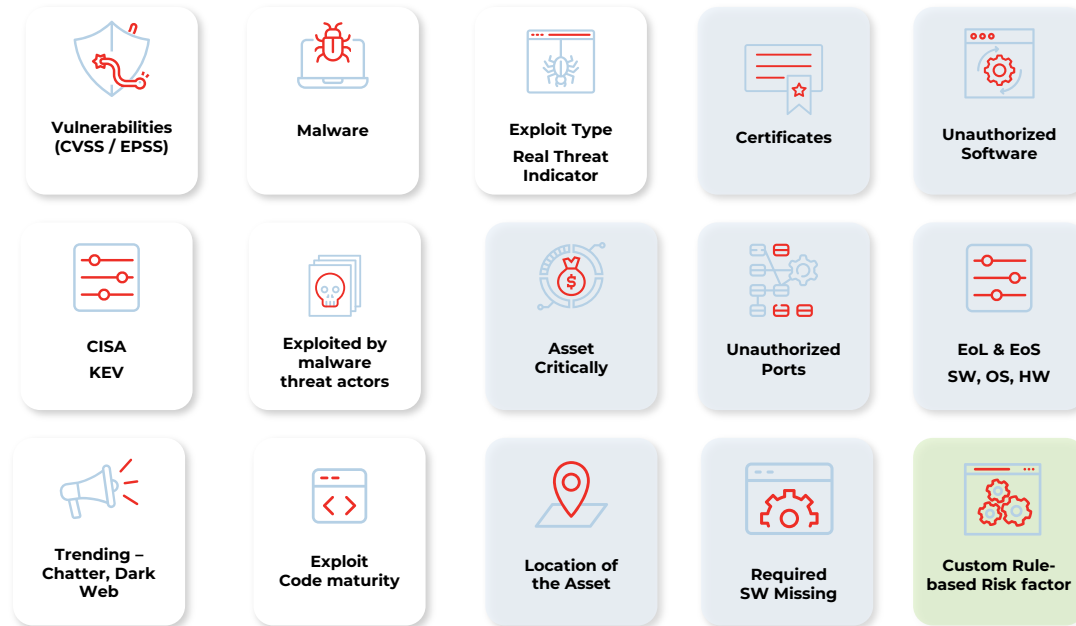 Vulnerabilities
(CVSS / EPSS)
Malware
Exploit Type
Real Threat
Indicator
Certificates
Unauthorized
Software
CISA
KEV
Exploited by
malware
threat actors
$
Asset
Critically
Unauthorized
Ports
EoL & EoS
SW, OS, HW
Trending –
Chatter, Dark
Web
Exploit
Code maturity
Location of
the Asset
Required
SW Missing
Custom Rule-
based Risk factor